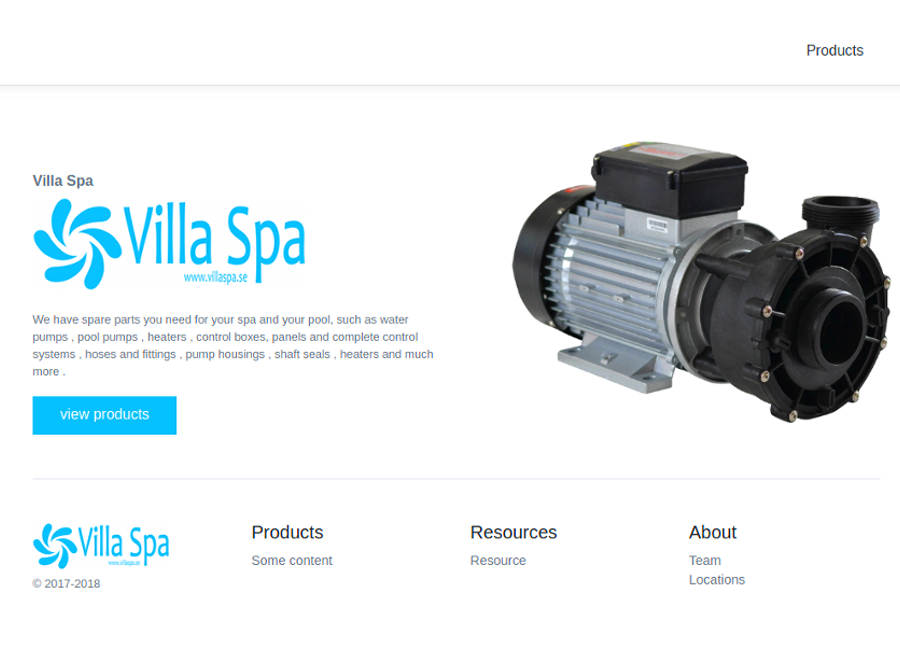 Products
Villa Spa
Villa Spa
www.villaspa.se
We have spare parts you need for your spa and your pool, such as water
pumps , pool pumps , heaters , control boxes, panels and complete control
systems , hoses and fittings , pump housings , shaft seals , heaters and much
more .
view products
Villa Spa
www.villaspa.se
Products
Resources
About
Some content
Resource
Team
Locations
© 2017-2018